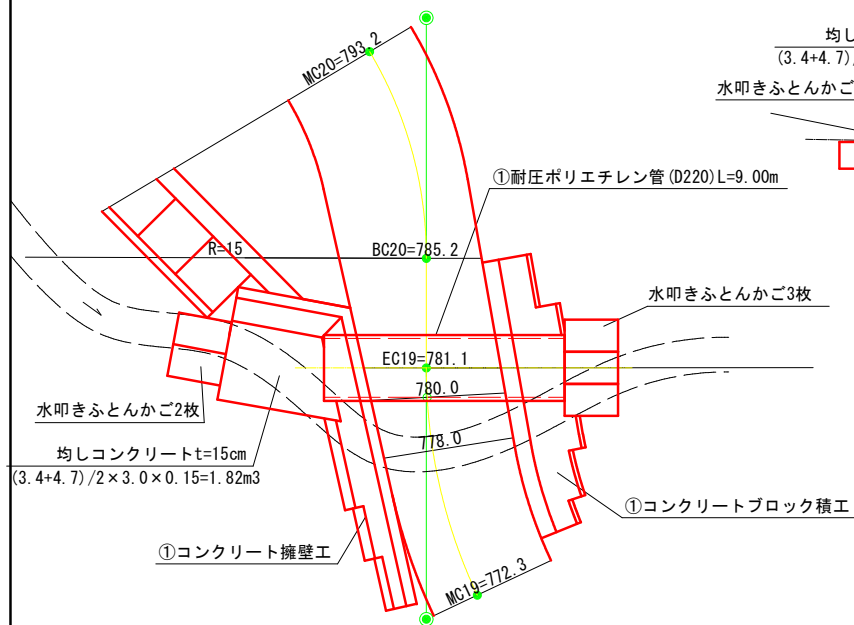 MC20=793.2
均し
(3.4+4.7)/
水叩きふとんかご
①耐圧ポリエチレン管(D220)L=9.00m
R=15
BC20=785.2
水叩きふとんかご3枚
EC19=781.1
780.0
水叩きふとんかご2枚
778.0
均しコンクリートt=15cm
(3.4+4.7)/2×3.0×0.15=1.82m3
①コンクリートブロック積工
①コンクリート擁壁工
MC19=772.3